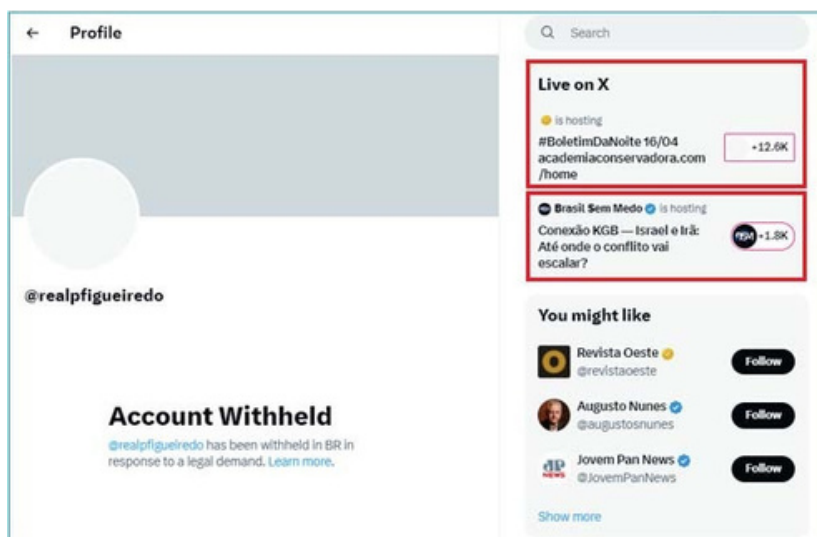 Profile
@realpfigueiredo
Account Withheld
@realpfigueiredo has been withheld in BR in
response to a legal demand. Learn more.
Search
Live on X
is hosting
#BoletimDaNoite 16/04
academiaconservadora.com
/home
+12.6K
Brasil Sem Medo is hosting
Conexão KGB — Israel e Irã:
Até onde o conflito vai
escalar?
BSM +1.8K
You might like
Revista Oeste
@revistaoeste
Follow
Augusto Nunes
@augustosnunes
Follow
JP NEWS
Jovem Pan News
@JovemPanNews
Follow
Show more